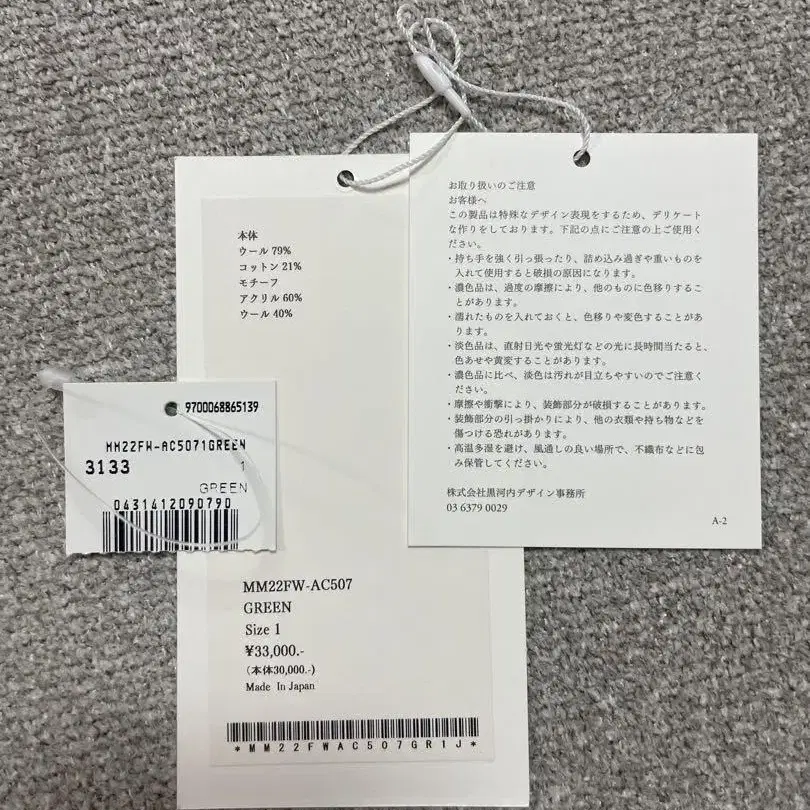 本体
ウール 79%
コットン 21%
モチーフ
アクリル 60%
ウール 40%
MM22FW-AC507
GREEN
Size 1
¥33,000.-
(本体30,000.-)
Made In Japan
*MM22FWAC507GR1J*
9700068865139
MM22FW-AC5071GREEN
3133
1
GREEN
0431412090790
お取り扱いのご注意
お客様へ
この製品は特殊なデザイン表現をするため、デリケート
な作りをしております。下記の点にご注意の上ご使用く
ださい。
・持ち手を強く引っ張ったり、詰め込み過ぎや重いものを
入れて使用すると破損の原因になります。
・濃色品は、過度の摩擦により、他のものに色移りするこ
とがあります。
・濡れたものを入れておくと、色移りや変色することがあ
ります。
・淡色品は、直射日光や蛍光灯などの光に長時間当たると、
色あせや黄変することがあります。
・濃色品に比べ、淡色は汚れが目立ちやすいのでご注意く
ださい。
・摩擦や衝撃により、装飾部分が破損することがあります。
・装飾部分の引っ掛かりにより、他の衣類や持ち物などを
傷つける恐れがあります。
・高温多湿を避け、風通しの良い場所で、不織布などに包
み保管してください。
株式会社黒河内デザイン事務所
03 6379 0029
A-2